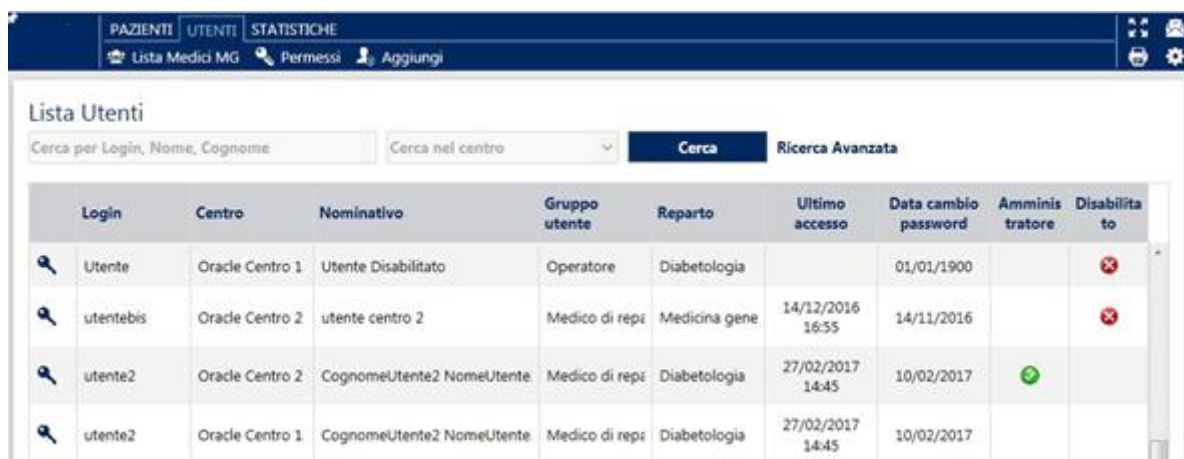 PAZIENTI UTENTI STATISTICHE
Lista Medici MG Permessi Aggiungi
Lista Utenti
Cerca per Login, Nome, Cognome Cerca nel centro Cerca Ricerca Avanzata
Login Centro Nominativo Gruppo utente Reparto Ultimo accesso Data cambio password Amminis tratore Disabilita to
Utente Oracle Centro 1 Utente Disabilitato Operatore Diabetologia 01/01/1900
utentebis Oracle Centro 2 utente centro 2 Medico di repa Medicina gene 14/12/2016 16:55 14/11/2016
utente2 Oracle Centro 2 CognomeUtente2 NomeUtente Medico di repa Diabetologia 27/02/2017 14:45 10/02/2017
utente2 Oracle Centro 1 CognomeUtente2 NomeUtente Medico di repa Diabetologia 27/02/2017 14:45 10/02/2017